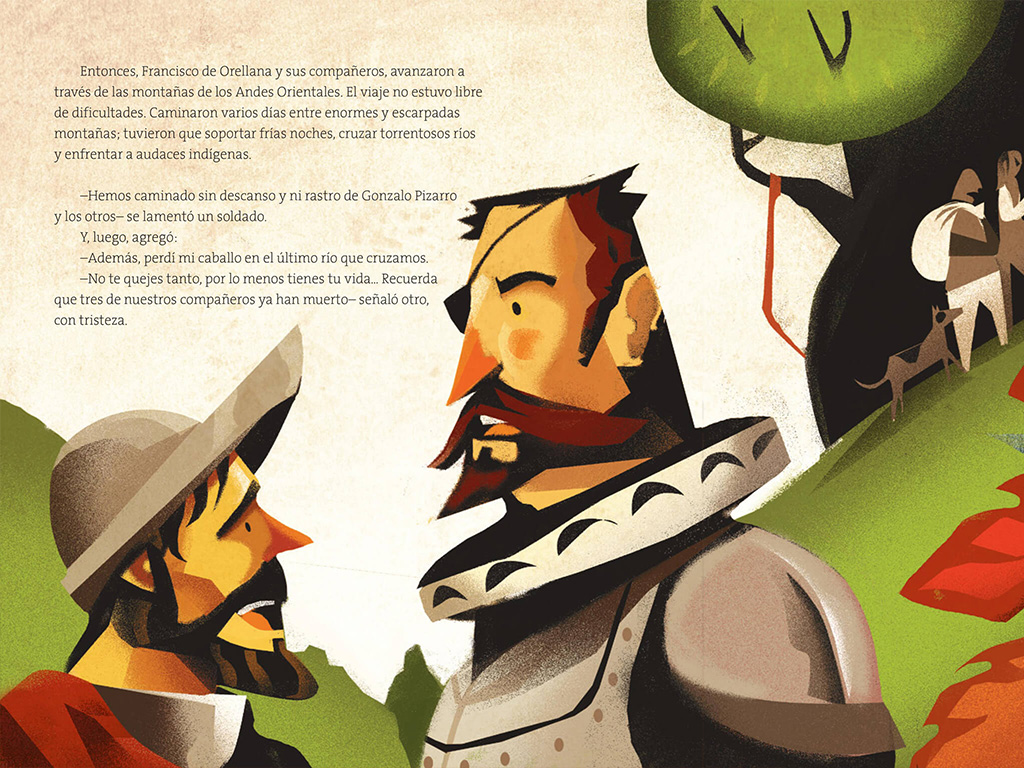 Entonces, Francisco de Orellana y sus compañeros, avanzaron a
través de las montañas de los Andes Orientales. El viaje no estuvo libre
de dificultades. Caminaron varios días entre enormes y escarpadas
montañas; tuvieron que soportar frías noches, cruzar torrentosos ríos
y enfrentar a audaces indígenas.
–Hemos caminado sin descanso y ni rastro de Gonzalo Pizarro
y los otros– se lamentó un soldado.
Y, luego, agregó:
–Además, perdí mi caballo en el último río que cruzamos.
–No te quejes tanto, por lo menos tienes tu vida... Recuerda
que tres de nuestros compañeros ya han muerto– señaló otro,
con tristeza.